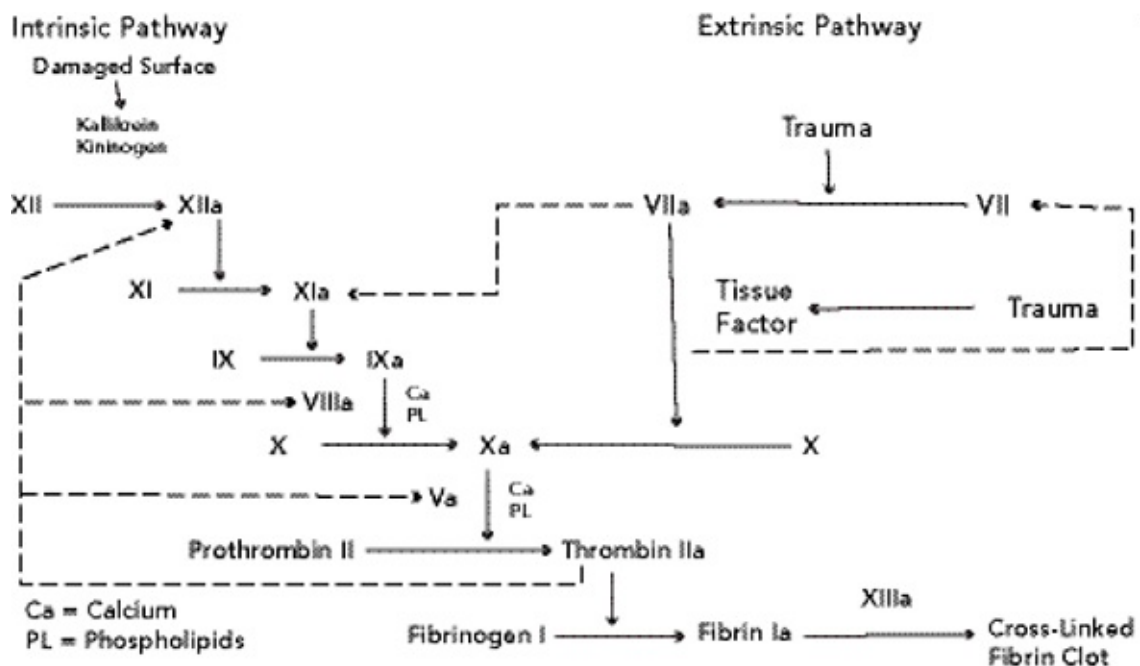 Intrinsic Pathway
Extrinsic Pathway
Damaged Surface
Kallikrein
Kininogen
Trauma
XII
XIIa
VIIa
VII
XI
XIa
Tissue
Factor
Trauma
IX
IXa
VIIIa
Ca
PL
X
Xa
X
Va
Ca
PL
Prothrombin II
Thrombin IIa
Ca = Calcium
PL = Phospholipids
XIIIa
Fibrinogen I
Fibrin Ia
Cross-Linked
Fibrin Clot